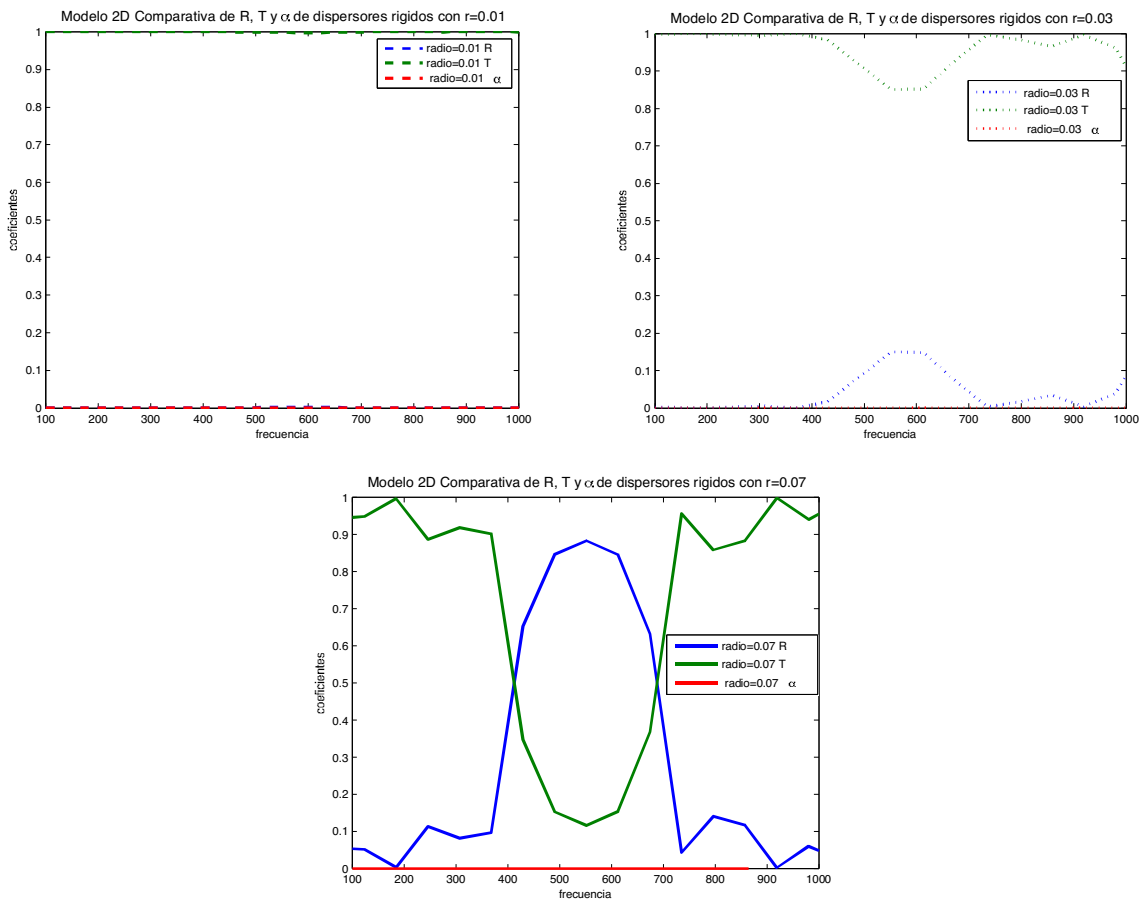 Modelo 2D Comparativa de R, T y α de dispersores rigidos con r=0.01
1
0.9
0.8
0.7
0.6
0.5
0.4
0.3
0.2
0.1
0
coeficientes
radio=0.01 R
radio=0.01 T
radio=0.01 α
100 200 300 400 500 600 700 800 900 1000
frecuencia
Modelo 2D Comparativa de R, T y α de dispersores rigidos con r=0.03
1
0.9
0.8
0.7
0.6
0.5
0.4
0.3
0.2
0.1
0
coeficientes
radio=0.03 R
radio=0.03 T
radio=0.03 α
100 200 300 400 500 600 700 800 900 1000
frecuencia
Modelo 2D Comparativa de R, T y α de dispersores rigidos con r=0.07
1
0.9
0.8
0.7
0.6
0.5
0.4
0.3
0.2
0.1
0
coeficientes
radio=0.07 R
radio=0.07 T
radio=0.07 α
100 200 300 400 500 600 700 800 900 1000
frecuencia